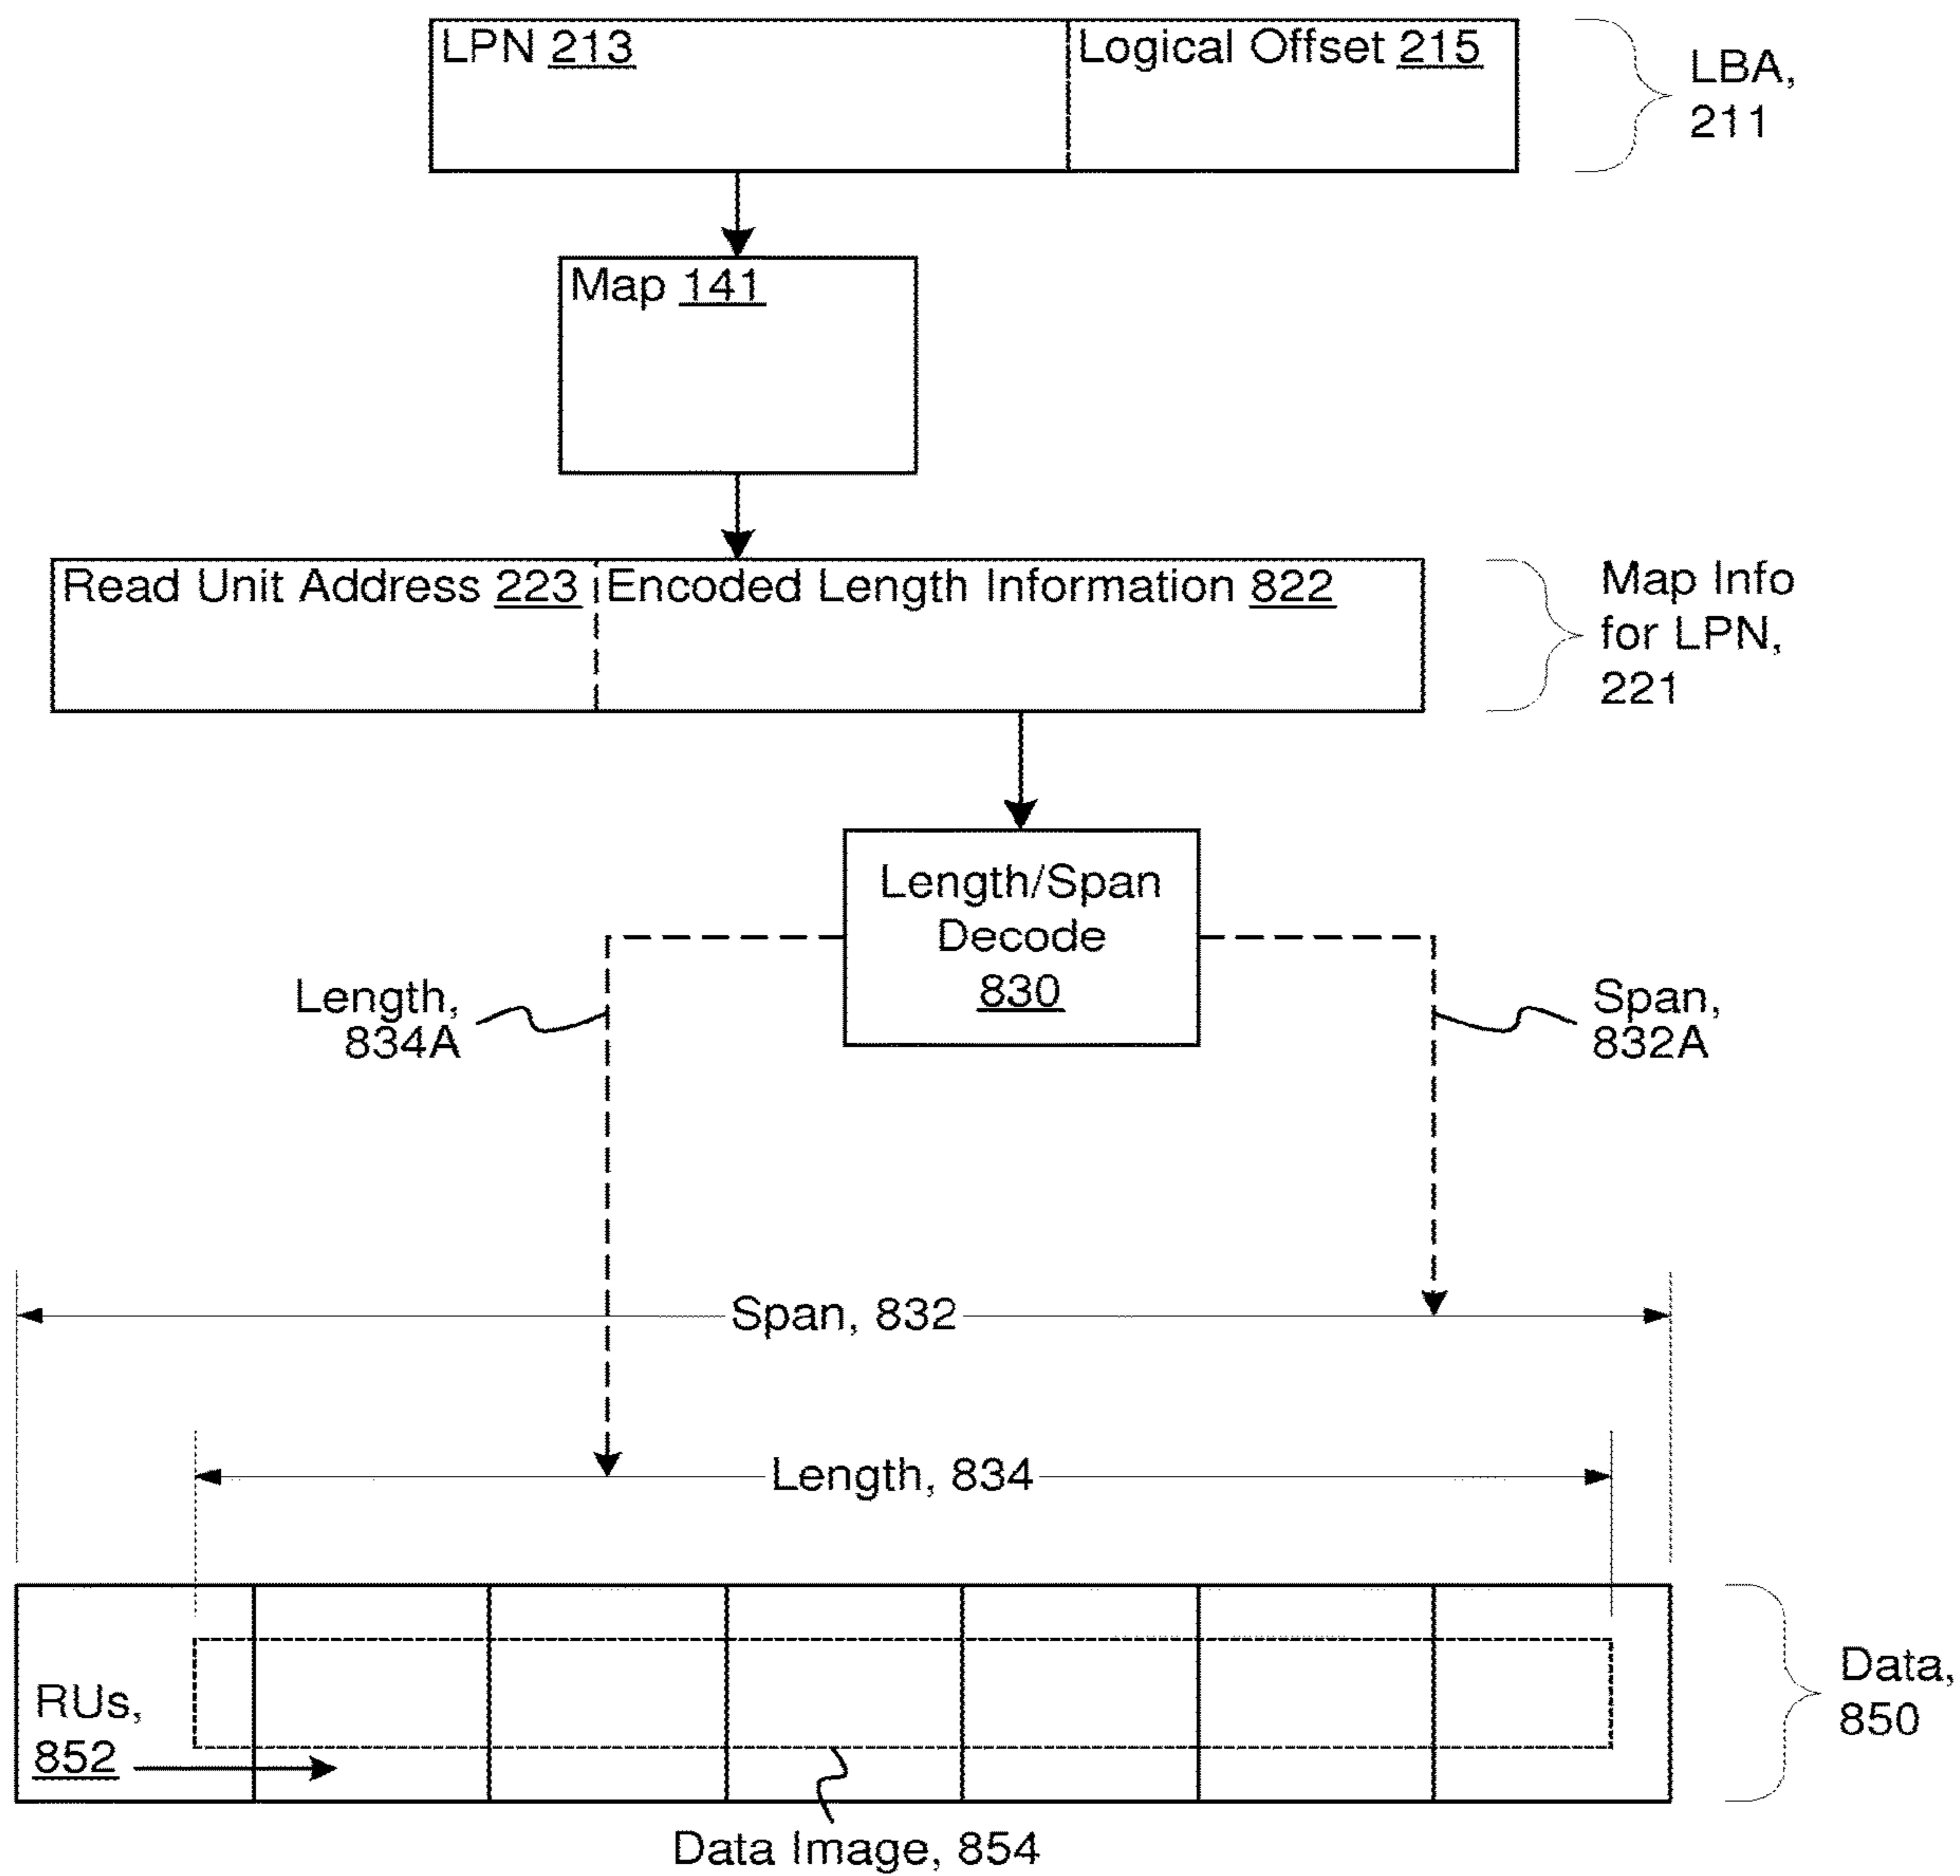 LPN 213
Logical Offset 215
LBA,
211
Map 141
Read Unit Address 223
Encoded Length Information 822
Map Info
for LPN,
221
Length/Span
Decode
830
Length,
834A
Span,
832A
Span, 832
Length, 834
RUs,
852
Data,
850
Data Image, 854